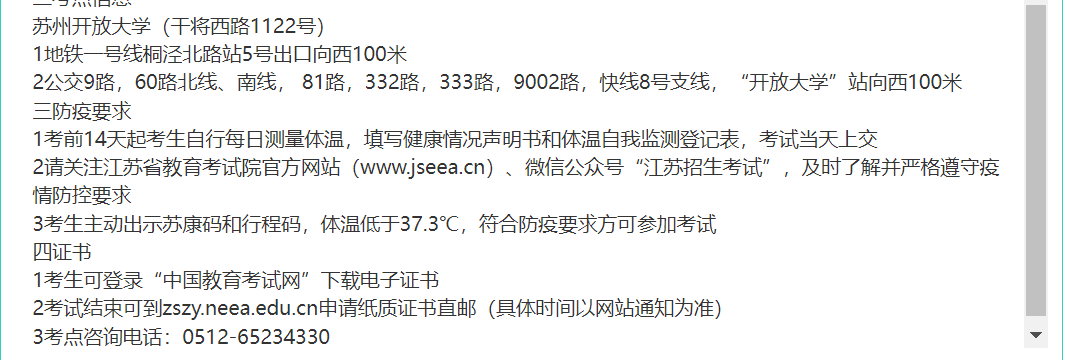 苏州开放大学（干将西路1122号）
1地铁一号线桐泾北路站5号出口向西100米
2公交9路，60路北线、南线， 81路，332路，333路，9002路，快线8号支线，“开放大学”站向西100米
三防疫要求
1考前14天起考生自行每日测量体温，填写健康情况声明书和体温自我监测登记表，考试当天上交
2请关注江苏省教育考试院官方网站（www.jseea.cn）、微信公众号“江苏招生考试”，及时了解并严格遵守疫
情防控要求
3考生主动出示苏康码和行程码，体温低于37.3℃，符合防疫要求方可参加考试
四证书
1考生可登录“中国教育考试网”下载电子证书
2考试结束可到zszy.neea.edu.cn申请纸质证书直邮（具体时间以网站通知为准）
3考点咨询电话：0512-65234330